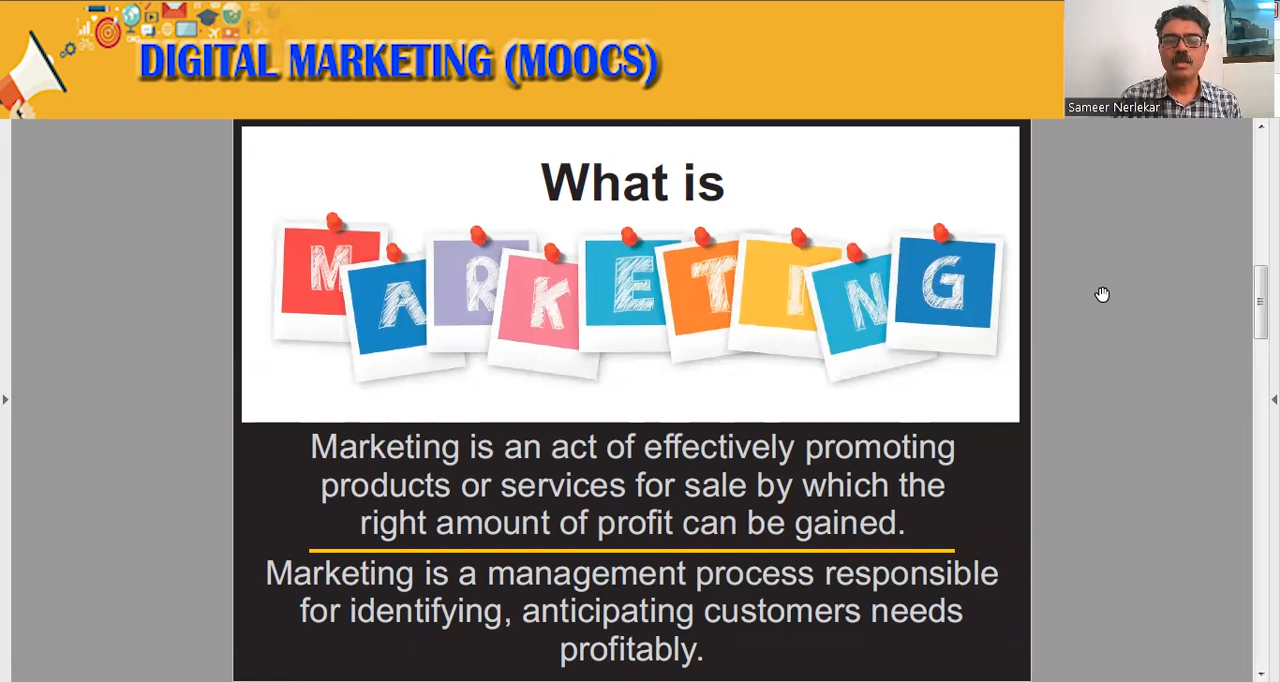 DIGITAL MARKETING (MOOCS)
Sameer Nerlekar
What is
MARKETING
Marketing is an act of effectively promoting
products or services for sale by which the
right amount of profit can be gained.
Marketing is a management process responsible
for identifying, anticipating customers needs
profitably.